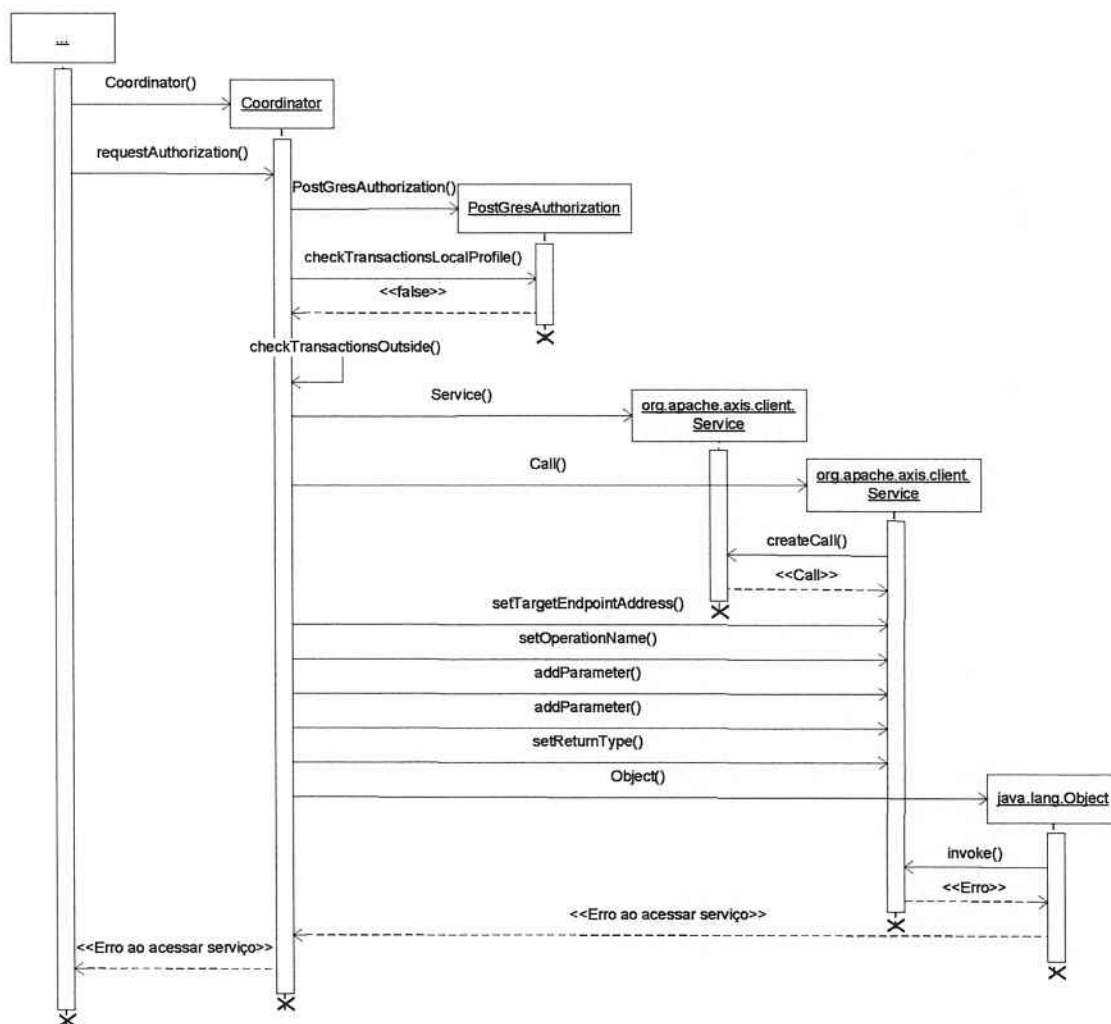 ...
Coordinator()
Coordinator
requestAuthorization()
PostGresAuthorization()
PostGresAuthorization
checkTransactionsLocalProfile()
<<false>>
checkTransactionsOutside()
Service()
org.apache.axis.client.
Service
Call()
org.apache.axis.client.
Service
createCall()
<<Call>>
setTargetEndpointAddress()
setOperationName()
addParameter()
addParameter()
setReturnType()
Object()
java.lang.Object
invoke()
<<Erro>>
<<Erro ao acessar serviço>>
<<Erro ao acessar serviço>>